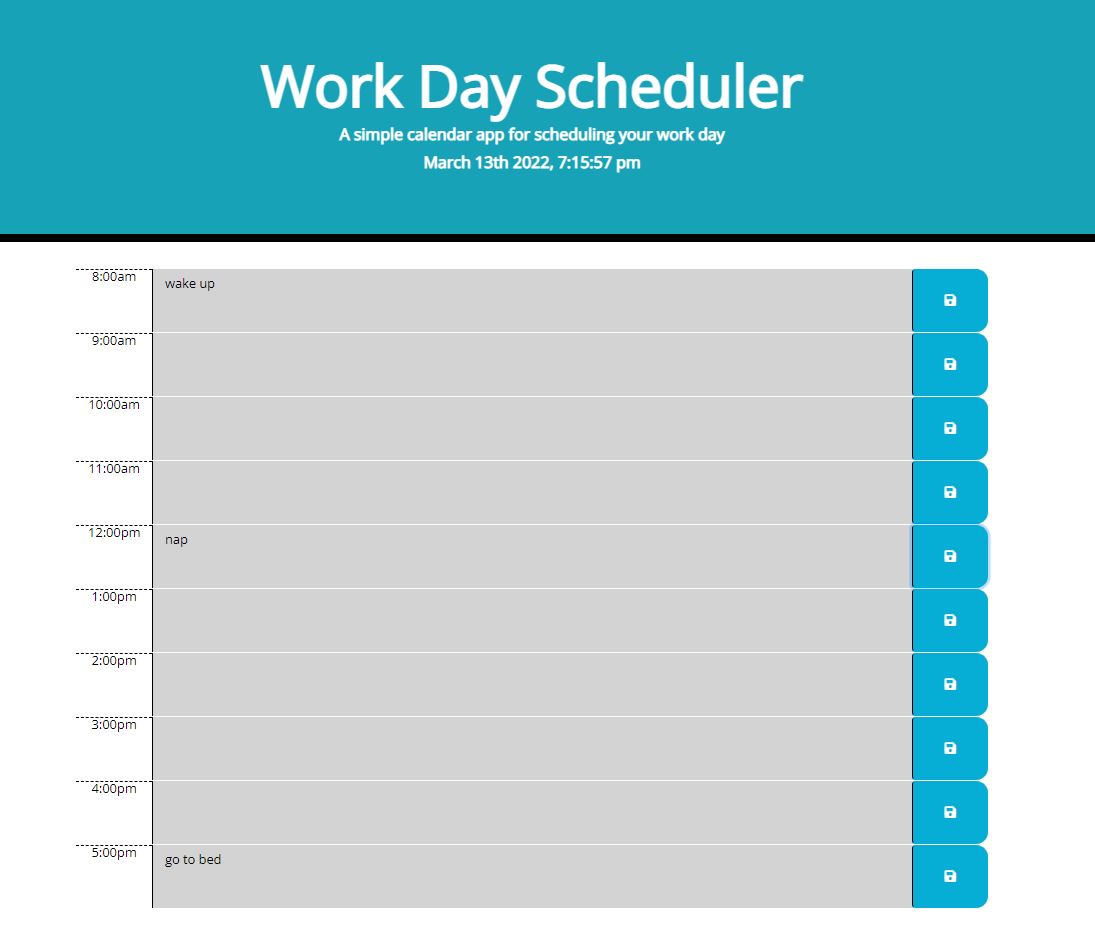 Work Day Scheduler
A simple calendar app for scheduling your work day
March 13th 2022, 7:15:57 pm
8:00am wake up
9:00am
10:00am
11:00am
12:00pm nap
1:00pm
2:00pm
3:00pm
4:00pm
5:00pm go to bed